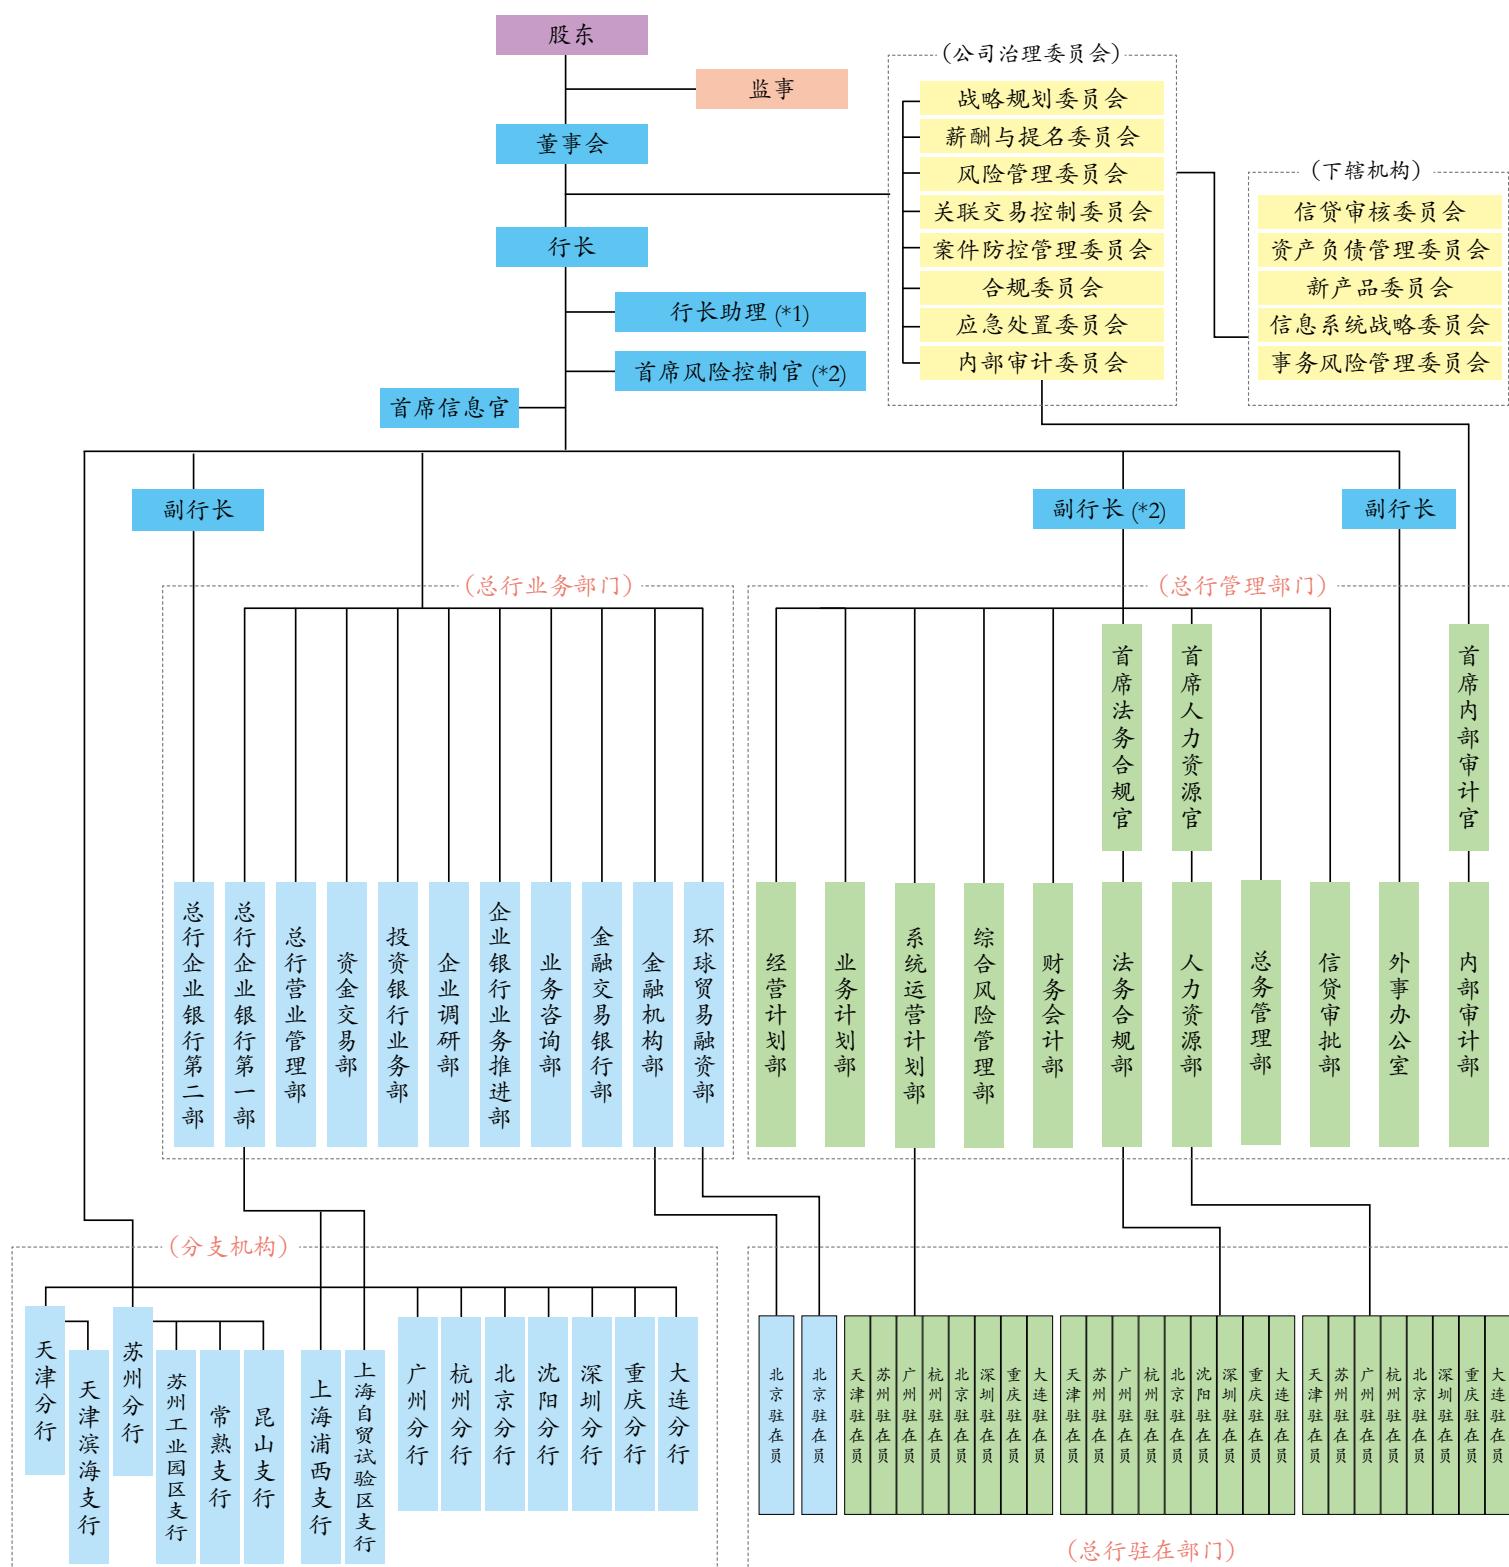 股东
监事
董事会
行长
行长助理 (*1)
首席风险控制官 (*2)
首席信息官
(公司治理委员会)
战略规划委员会
薪酬与提名委员会
风险管理委员会
关联交易控制委员会
案件防控管理委员会
合规委员会
应急处置委员会
内部审计委员会
(下辖机构)
信贷审核委员会
资产负债管理委员会
新产品委员会
信息系统战略委员会
事务风险管理委员会
副行长
副行长 (*2)
副行长
(总行业务部门)
(总行管理部门)
首席法务合规官
首席人力资源官
首席内部审计官
总行企业银行第二部
总行企业银行第一部
总行营业管理部
资金交易部
投资银行业务部
企业调研部
企业银行业务推进部
业务咨询部
金融交易银行部
金融机构部
环球贸易融资部
经营计划部
业务计划部
系统运营计划部
综合风险管理部
财务会计部
法务合规部
人力资源部
总务管理部
信贷审批部
外事办公室
内部审计部
(分支机构)
天津分行
天津滨海支行
苏州分行
苏州工业园区支行
常熟支行
昆山支行
上海浦西支行
上海自贸试验区支行
广州分行
杭州分行
北京分行
沈阳分行
深圳分行
重庆分行
大连分行
北京驻在员
北京驻在员
天津驻在员
苏州驻在员
广州驻在员
杭州驻在员
北京驻在员
深圳驻在员
重庆驻在员
大连驻在员
天津驻在员
苏州驻在员
广州驻在员
杭州驻在员
北京驻在员
沈阳驻在员
深圳驻在员
重庆驻在员
大连驻在员
天津驻在员
苏州驻在员
广州驻在员
杭州驻在员
北京驻在员
深圳驻在员
重庆驻在员
大连驻在员
(总行驻在部门)